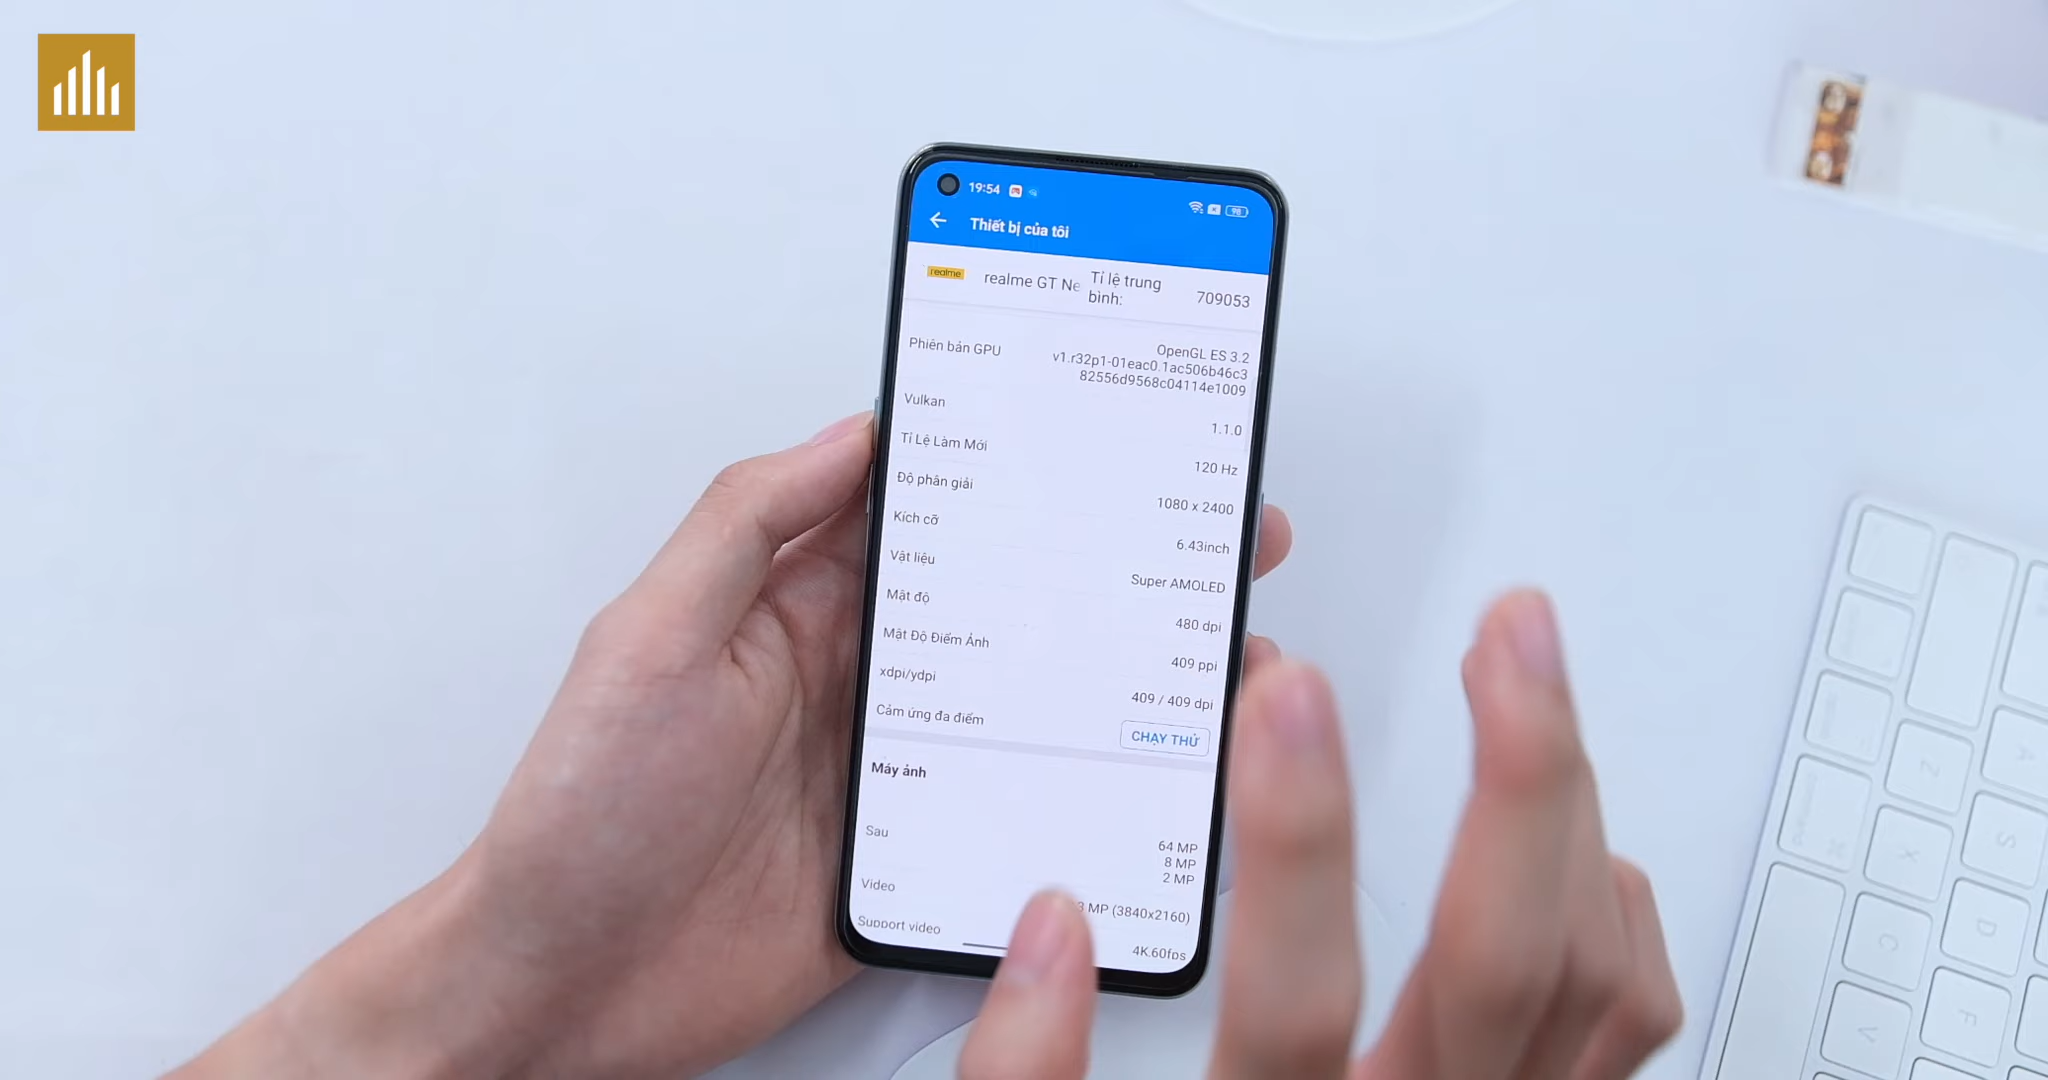 19:54
98
Thiết bị của tôi
realme
realme GT Ne
Tỉ lệ trung
bình:
709053
Phiên bản GPU
OpenGL ES 3.2
v1.r32p1-01eac0.1ac506b46c3
82556d9568c04114e1009
Vulkan
1.1.0
Tỉ Lệ Làm Mới
120 Hz
Độ phân giải
1080 x 2400
Kích cỡ
6.43inch
Vật liệu
Super AMOLED
Mật độ
480 dpi
Mật Độ Điểm Ảnh
409 ppi
xdpi/ydpi
409 / 409 dpi
Cảm ứng đa điểm
CHẠY THỬ
Máy ảnh
Sau
64 MP
8 MP
2 MP
Video
3 MP (3840x2160)
Support video
4K.60fps
A
Z
S
X
D
C
F
V